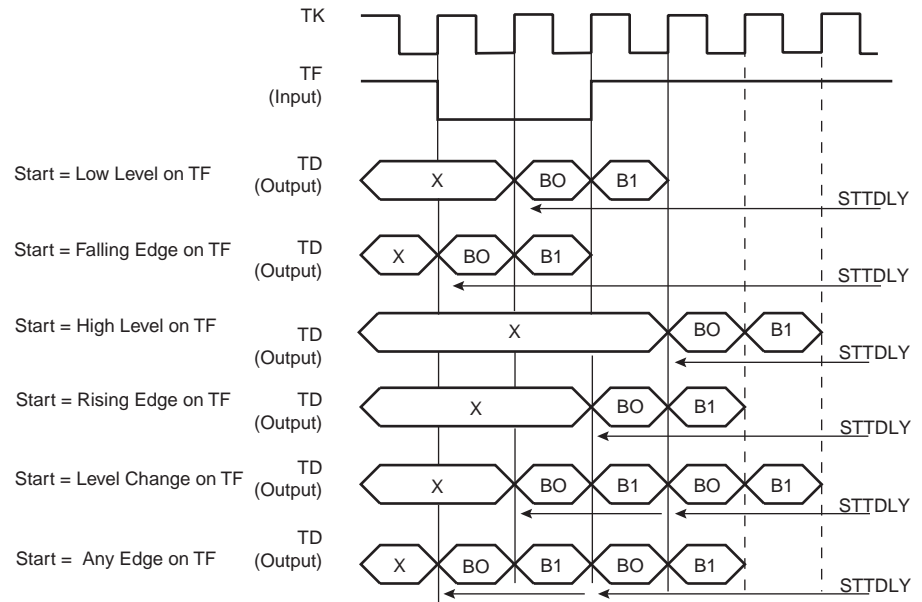 TK
TF
(Input)
Start = Low Level on TF
TD
(Output)
X
BO
B1
STTDLY
Start = Falling Edge on TF
TD
(Output)
X
BO
B1
STTDLY
Start = High Level on TF
TD
(Output)
X
BO
B1
STTDLY
Start = Rising Edge on TF
TD
(Output)
X
BO
B1
STTDLY
Start = Level Change on TF
TD
(Output)
X
BO
B1
BO
B1
STTDLY
Start = Any Edge on TF
TD
(Output)
X
BO
B1
BO
B1
STTDLY